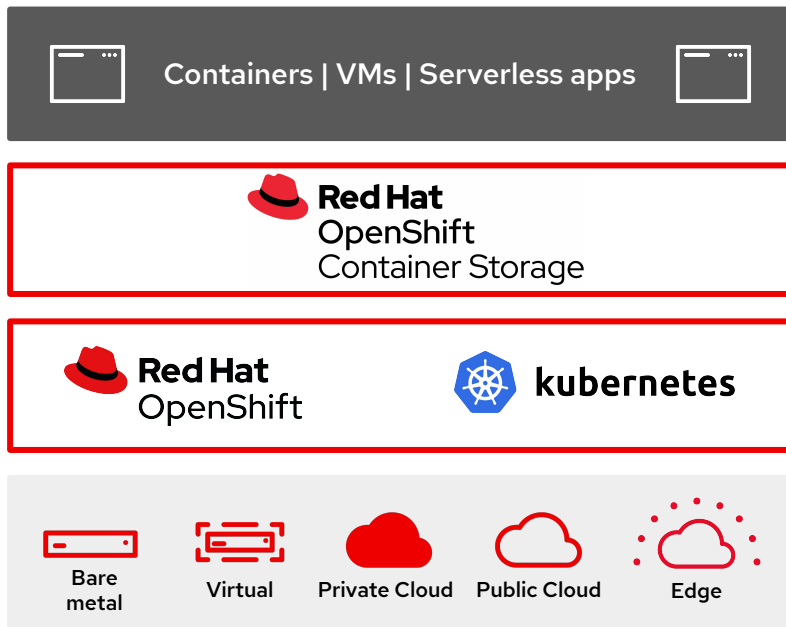 Containers | VMs | Serverless apps
Red Hat
OpenShift
Container Storage
Red Hat
OpenShift
kubernetes
Bare
metal
Virtual
Private Cloud
Public Cloud
Edge